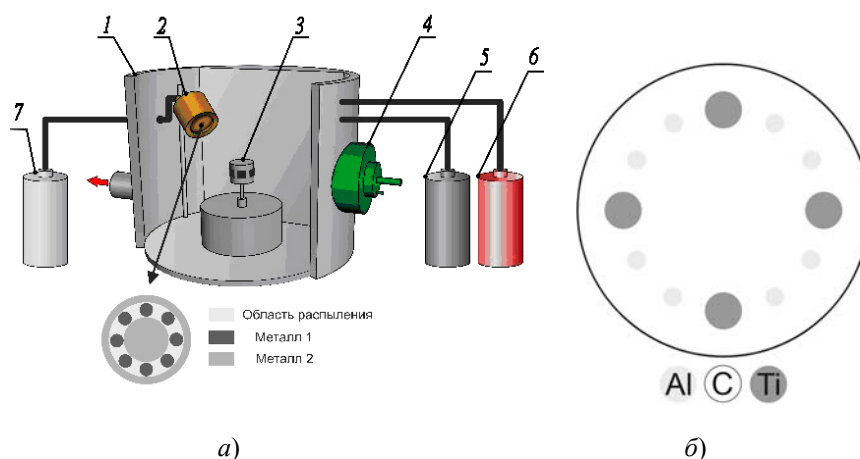 1 2 3 4 5 6
7
Область распыления
Металл 1
Металл 2
Al C Ti
а) б)